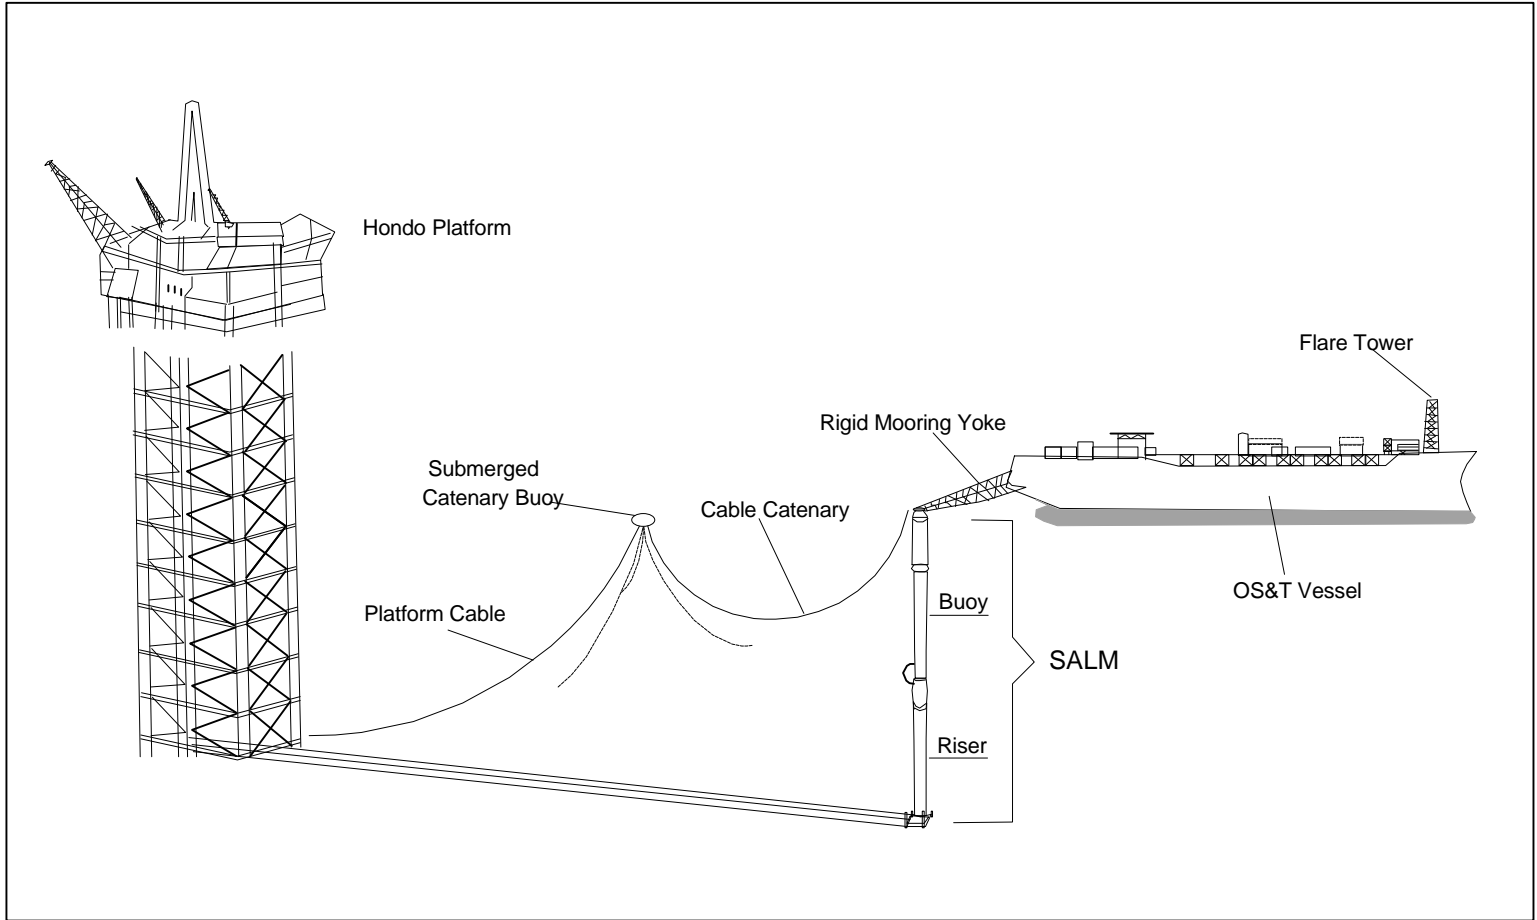 Hondo Platform
Flare Tower
Rigid Mooring Yoke
Submerged
Catenary Buoy
Cable Catenary
OS&T Vessel
Buoy
Platform Cable
SALM
Riser